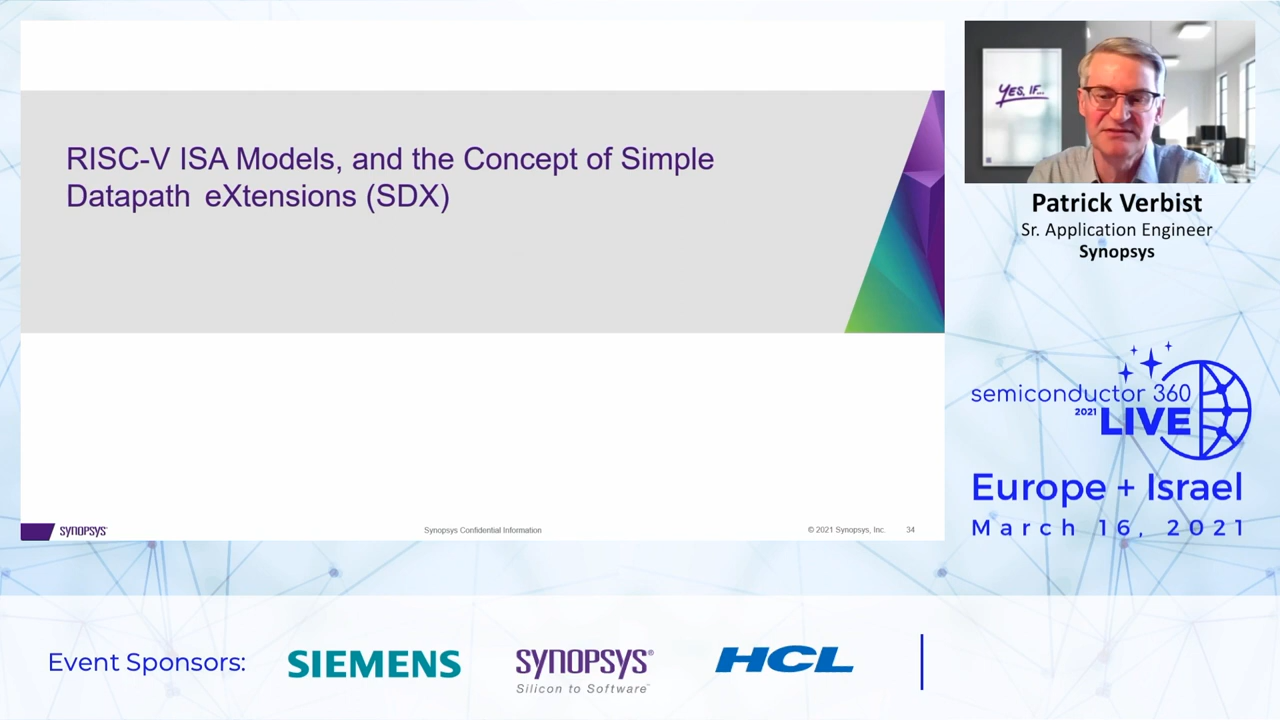 RISC-V ISA Models, and the Concept of Simple
Datapath eXtensions (SDX)
SYNOPSYS
Synopsys Confidential Information
© 2021 Synopsys, Inc.
34
YES, IF...
Patrick Verbist
Sr. Application Engineer
Synopsys
semiconductor 360
2021 LIVE
Europe + Israel
March 16, 2021
Event Sponsors:
SIEMENS
SYNOPSYS®
Silicon to Software™
HCL